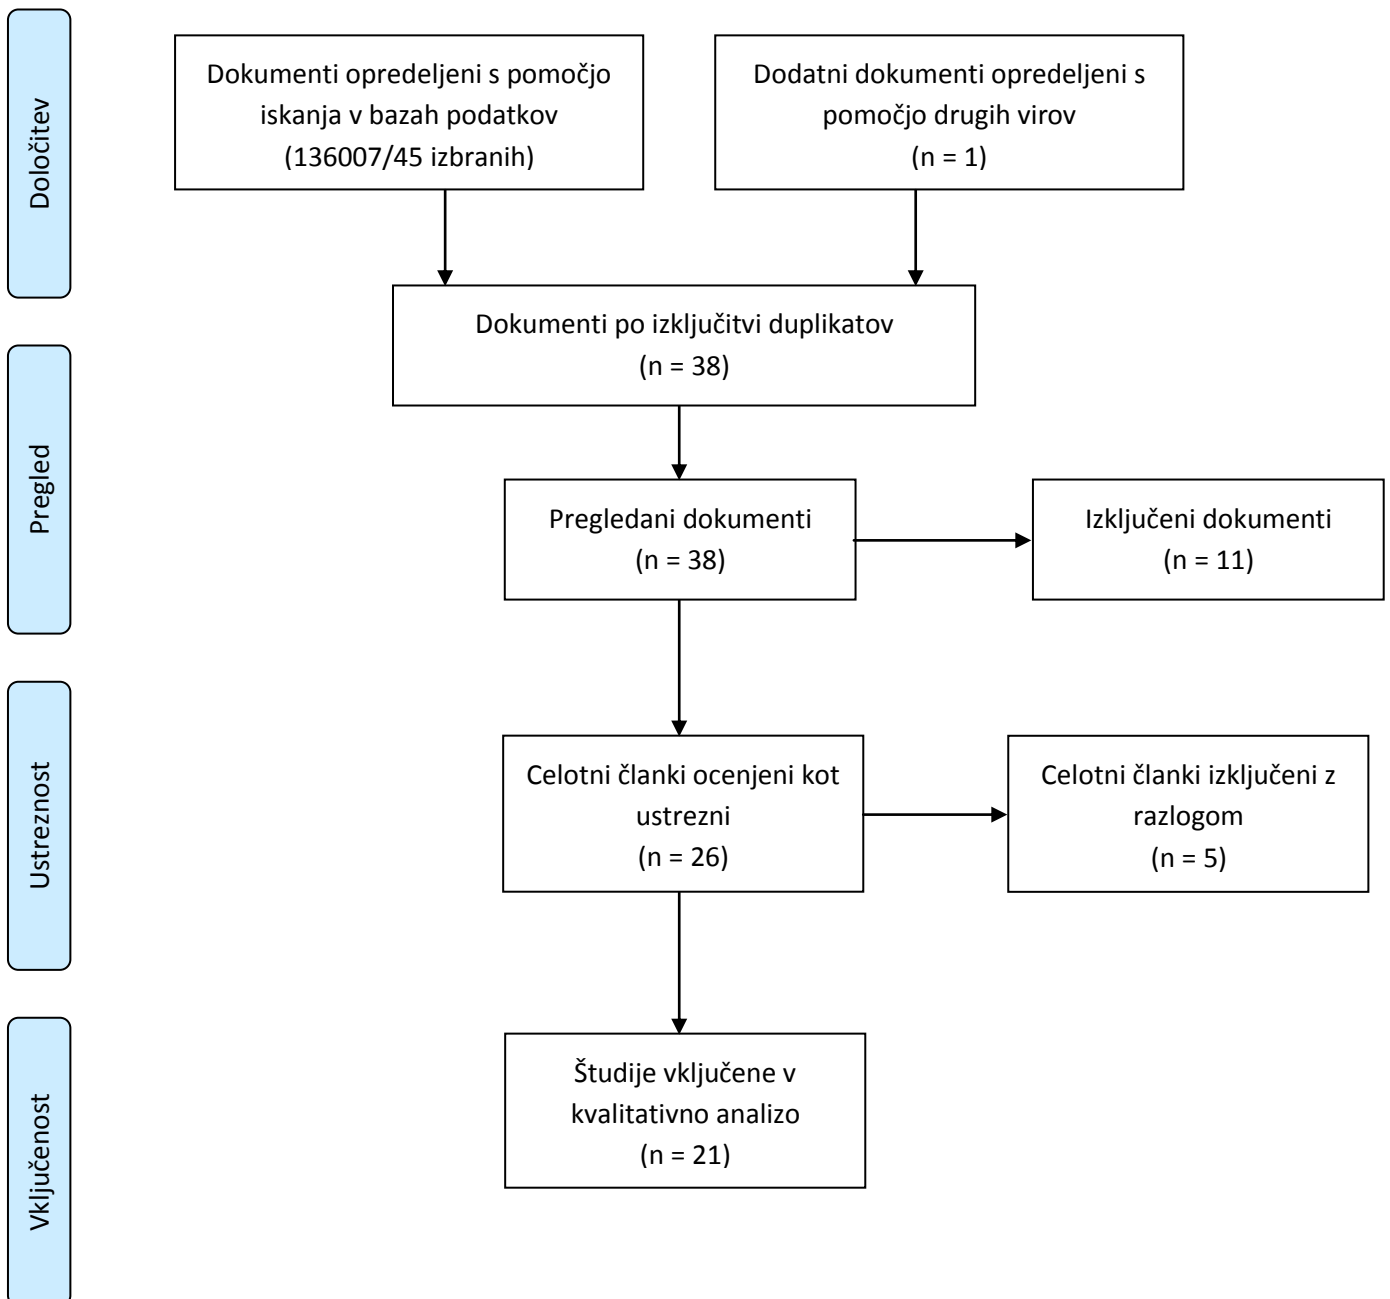 Določitev
Dokumenti opredeljeni s pomočjo
iskanja v bazah podatkov
(136007/45 izbranih)
Dodatni dokumenti opredeljeni s
pomočjo drugih virov
(n = 1)
Dokumenti po izključitvi duplikatov
(n = 38)
Pregled
Pregledani dokumenti
(n = 38)
Izključeni dokumenti
(n = 11)
Ustreznost
Celotni članki ocenjeni kot
ustrezni
(n = 26)
Celotni članki izključeni z
razlogom
(n = 5)
Vključenost
Študije vključene v
kvalitativno analizo
(n = 21)